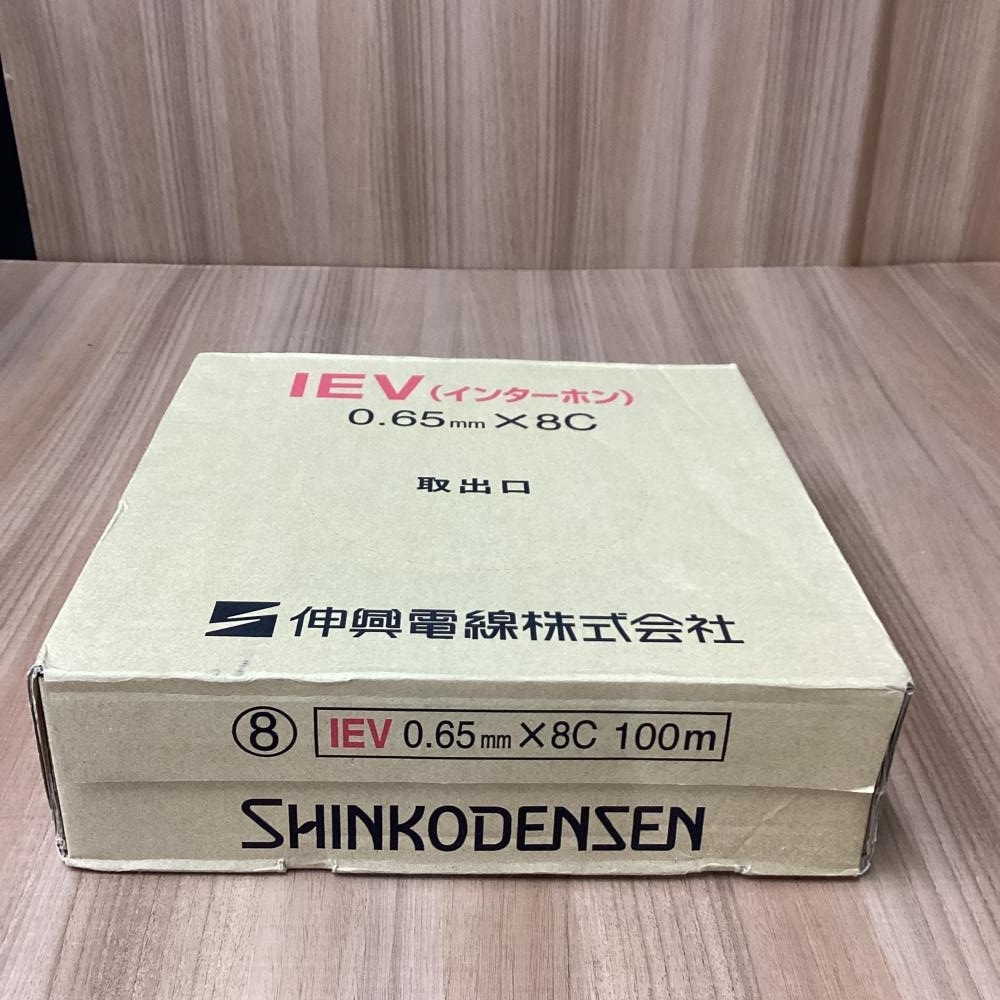 IEV(インターホン)
0.65mm×8C
取出口
伸興電線株式会社
⑧ IEV 0.65mm×8C 100m
SHINKODENSEN